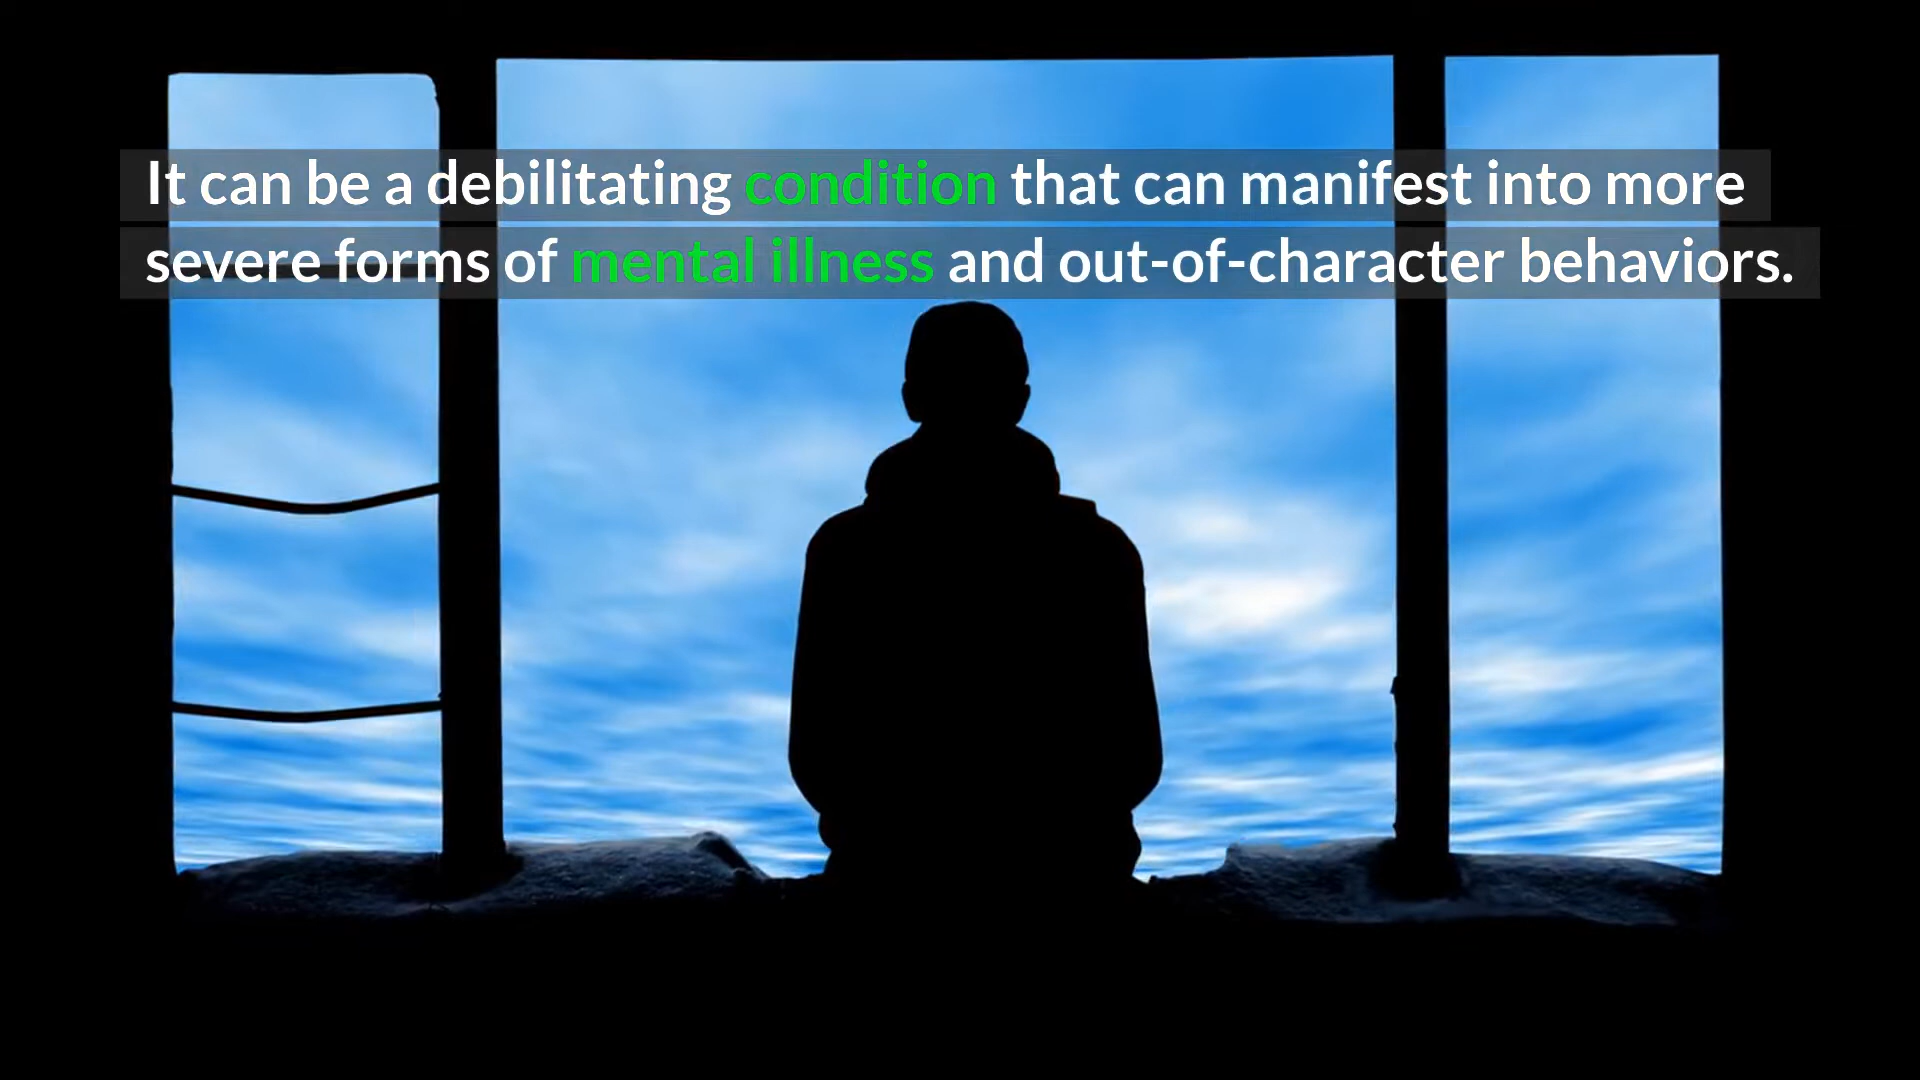 It can be a debilitating condition that can manifest into more
severe forms of mental illness and out-of-character behaviors.